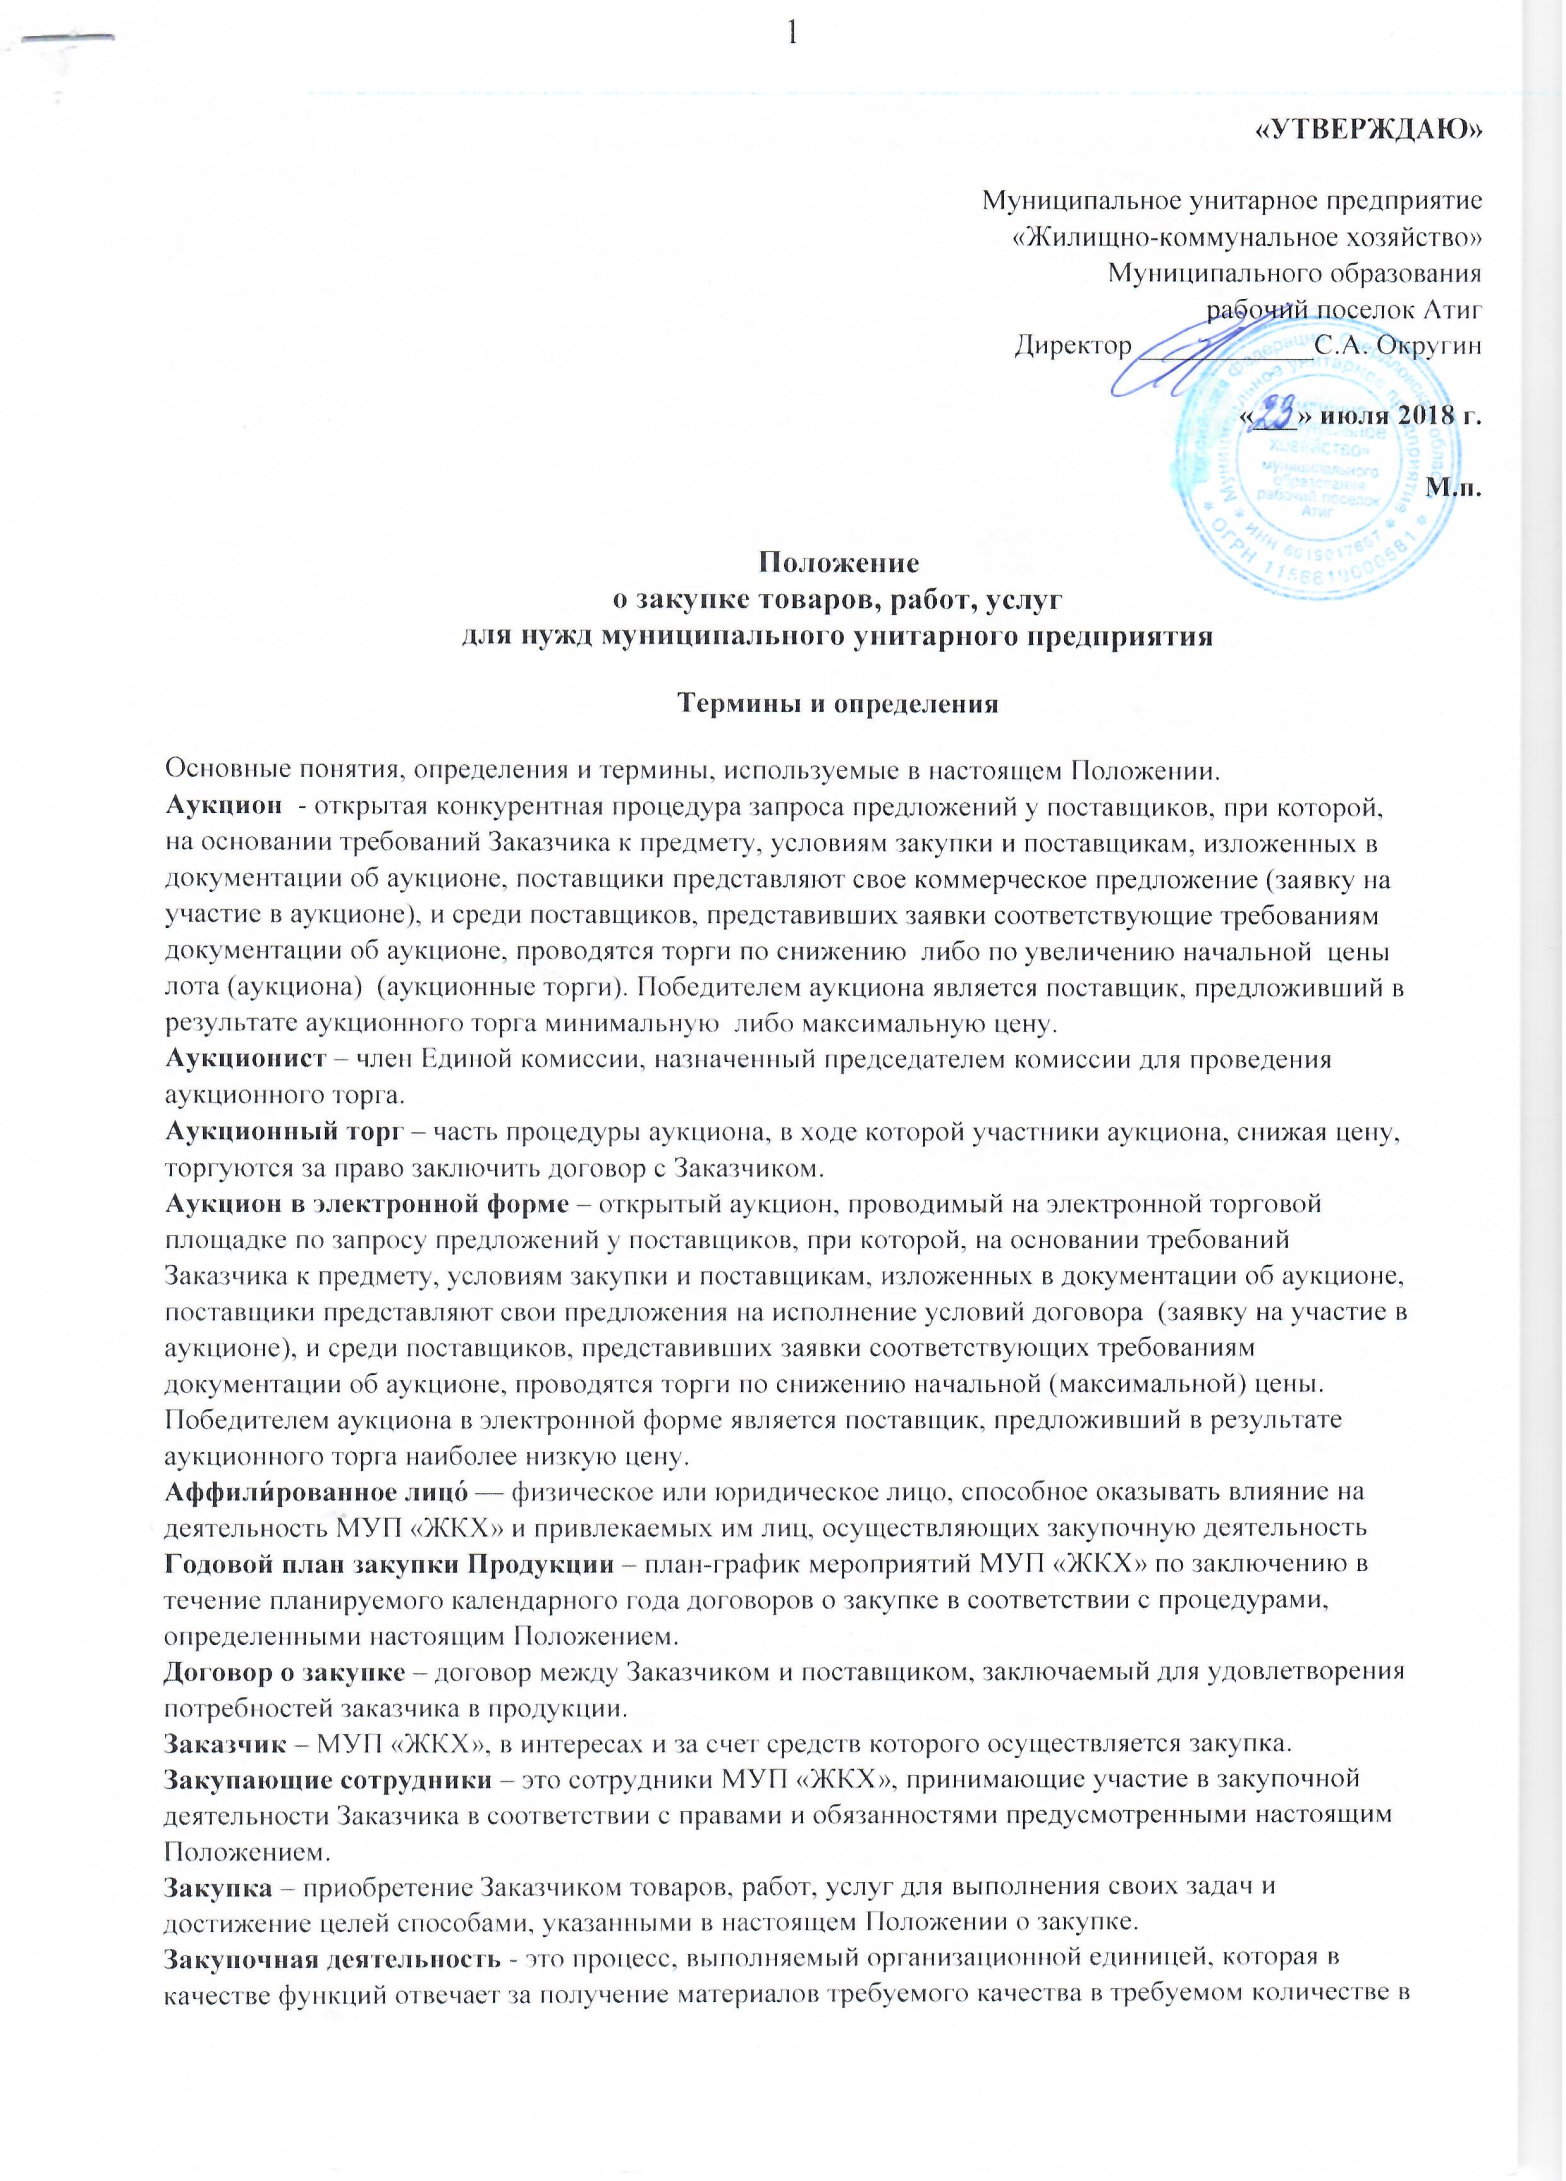 1
«УТВЕРЖДАЮ»
Муниципальное унитарное предприятие
«Жилищно-коммунальное хозяйство»
Муниципального образования
рабочий поселок Атиг
Директор ____________С.А. Округин
«23» июля 2018 г.
М.п.
Положение
о закупке товаров, работ, услуг
для нужд муниципального унитарного предприятия
Термины и определения
Основные понятия, определения и термины, используемые в настоящем Положении.
Аукцион - открытая конкурентная процедура запроса предложений у поставщиков, при которой,
на основании требований Заказчика к предмету, условиям закупки и поставщикам, изложенных в
документации об аукционе, поставщики представляют свое коммерческое предложение (заявку на
участие в аукционе), и среди поставщиков, представивших заявки соответствующие требованиям
документации об аукционе, проводятся торги по снижению либо по увеличению начальной цены
лота (аукциона) (аукционные торги). Победителем аукциона является поставщик, предложивший в
результате аукционного торга минимальную либо максимальную цену.
Аукционист – член Единой комиссии, назначенный председателем комиссии для проведения
аукционного торга.
Аукционный торг – часть процедуры аукциона, в ходе которой участники аукциона, снижая цену,
торгуются за право заключить договор с Заказчиком.
Аукцион в электронной форме – открытый аукцион, проводимый на электронной торговой
площадке по запросу предложений у поставщиков, при которой, на основании требований
Заказчика к предмету, условиям закупки и поставщикам, изложенных в документации об аукционе,
поставщики представляют свои предложения на исполнение условий договора (заявку на участие в
аукционе), и среди поставщиков, представивших заявки соответствующих требованиям
документации об аукционе, проводятся торги по снижению начальной (максимальной) цены.
Победителем аукциона в электронной форме является поставщик, предложивший в результате
аукционного торга наиболее низкую цену.
Аффили́рованное лицо́ — физическое или юридическое лицо, способное оказывать влияние на
деятельность МУП «ЖКХ» и привлекаемых им лиц, осуществляющих закупочную деятельность
Годовой план закупки Продукции – план-график мероприятий МУП «ЖКХ» по заключению в
течение планируемого календарного года договоров о закупке в соответствии с процедурами,
определенными настоящим Положением.
Договор о закупке – договор между Заказчиком и поставщиком, заключаемый для удовлетворения
потребностей заказчика в продукции.
Заказчик – МУП «ЖКХ», в интересах и за счет средств которого осуществляется закупка.
Закупающие сотрудники – это сотрудники МУП «ЖКХ», принимающие участие в закупочной
деятельности Заказчика в соответствии с правами и обязанностями предусмотренными настоящим
Положением.
Закупка – приобретение Заказчиком товаров, работ, услуг для выполнения своих задач и
достижение целей способами, указанными в настоящем Положении о закупке.
Закупочная деятельность - это процесс, выполняемый организационной единицей, которая в
качестве функций отвечает за получение материалов требуемого качества в требуемом количестве в